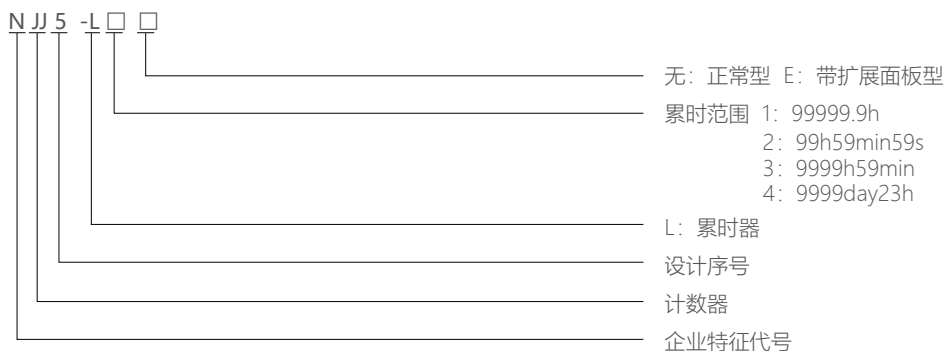 N JJ 5 -L □ □
无：正常型 E：带扩展面板型
累时范围 1：99999.9h
2：99h59min59s
3：9999h59min
4：9999day23h
L：累时器
设计序号
计数器
企业特征代号